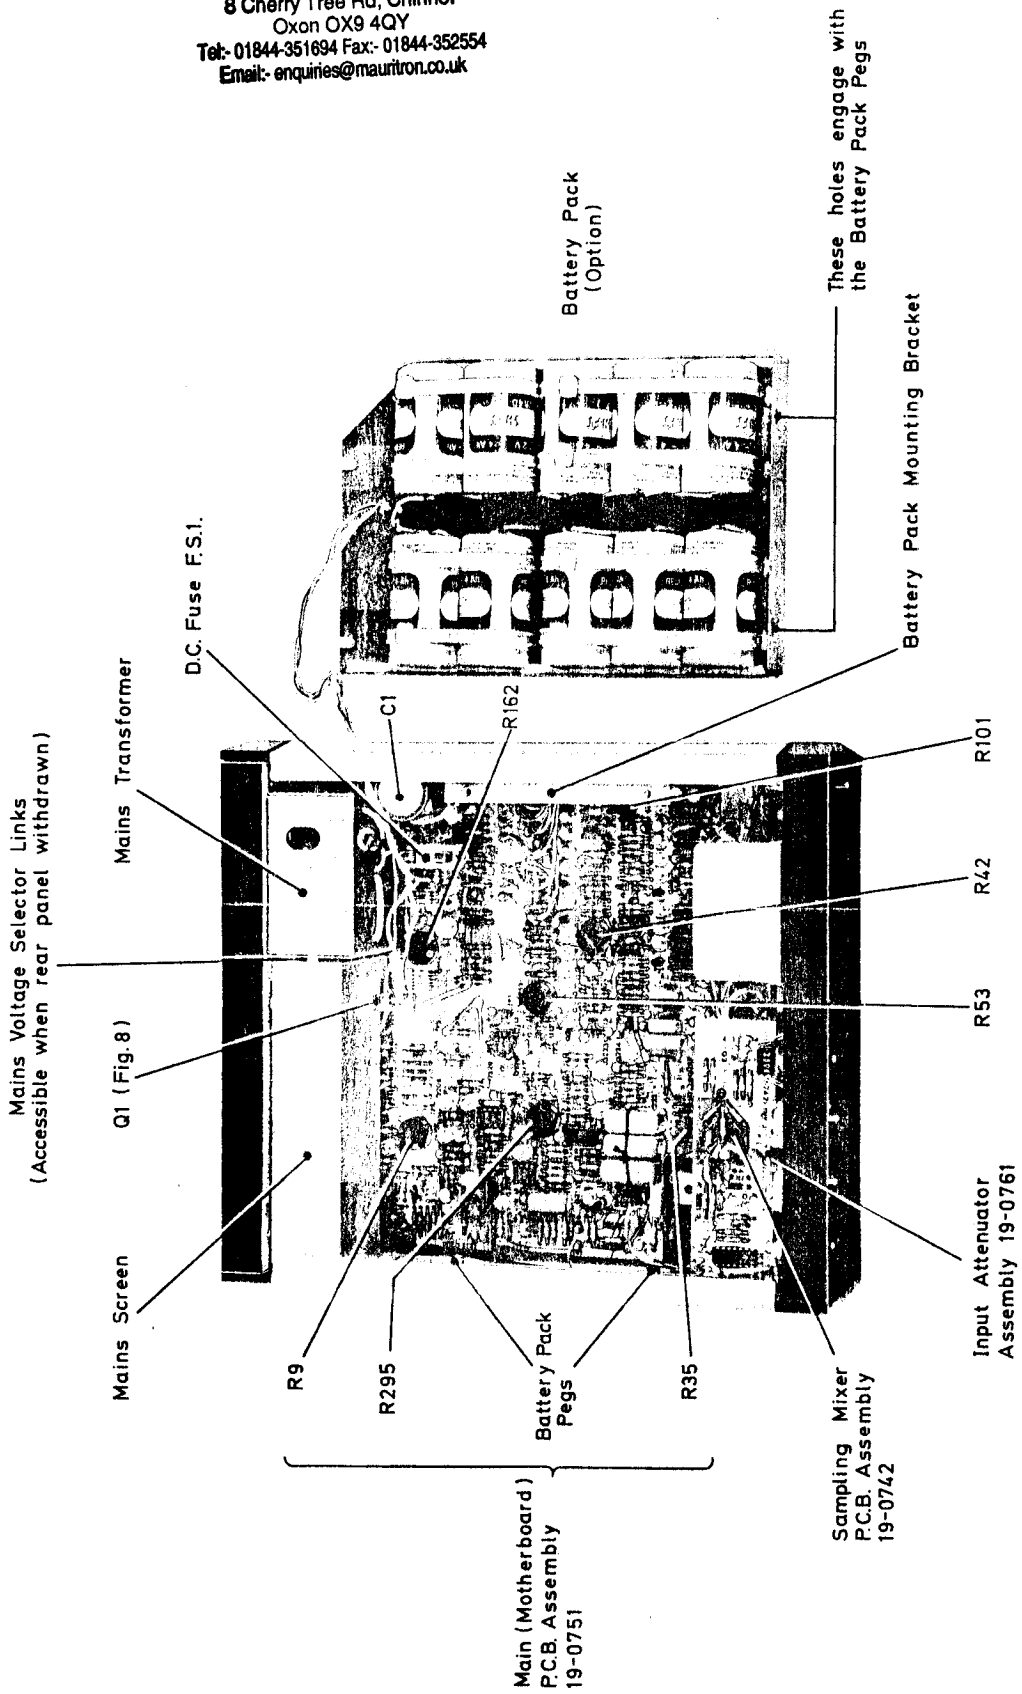 8 Cherry Tree Rd, Chinnor
Oxon OX9 4QY
Tel:- 01844-351694 Fax:- 01844-352554
Email:- enquiries@mauritron.co.uk
Mains Voltage Selector Links
(Accessible when rear panel withdrawn)
Mains Screen
Q1 (Fig. 8)
Mains Transformer
D.C. Fuse F.S.1.
R9
R295
Battery Pack
Pegs
R35
C1
R162
Battery Pack
(Option)
Main (Motherboard)
P.C.B. Assembly
19-0751
Sampling Mixer
P.C.B. Assembly
19-0742
Input Attenuator
Assembly 19-0761
R53
R42
R101
Battery Pack Mounting Bracket
These holes engage with
the Battery Pack Pegs